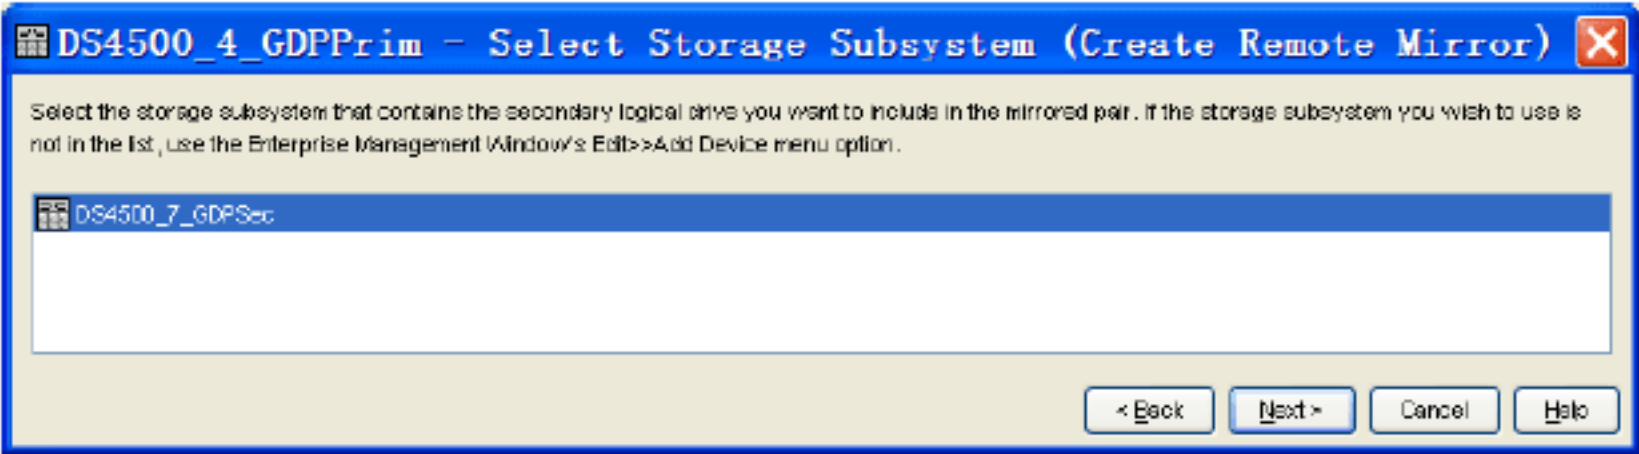 DS4500_4_GDPPrim - Select Storage Subsystem (Create Remote Mirror)
Select the storage subsystem that contains the secondary logical drive you want to include in the mirrored pair. If the storage subsystem you wish to use is
not in the list, use the Enterprise Management Window's Edit>>Add Device menu option.
DS4500_7_GDPSec
< Back Next > Cancel Help